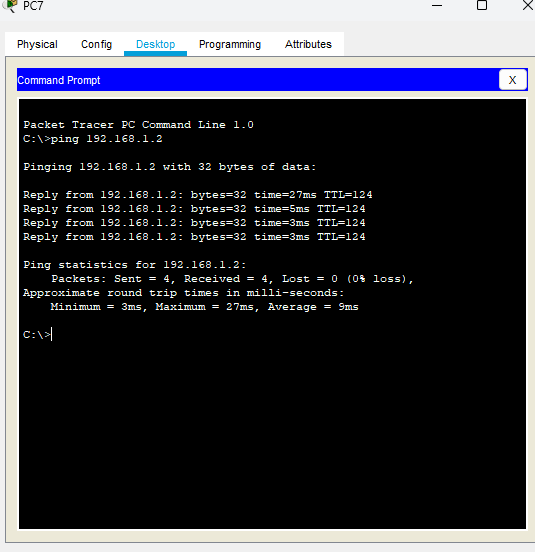 PC7
Physical Config Desktop Programming Attributes
Command Prompt
X
Packet Tracer PC Command Line 1.0
C:\>ping 192.168.1.2
Pinging 192.168.1.2 with 32 bytes of data:
Reply from 192.168.1.2: bytes=32 time=27ms TTL=124
Reply from 192.168.1.2: bytes=32 time=5ms TTL=124
Reply from 192.168.1.2: bytes=32 time=3ms TTL=124
Reply from 192.168.1.2: bytes=32 time=3ms TTL=124
Ping statistics for 192.168.1.2:
    Packets: Sent = 4, Received = 4, Lost = 0 (0% loss),
Approximate round trip times in milli-seconds:
    Minimum = 3ms, Maximum = 27ms, Average = 9ms
C:\>